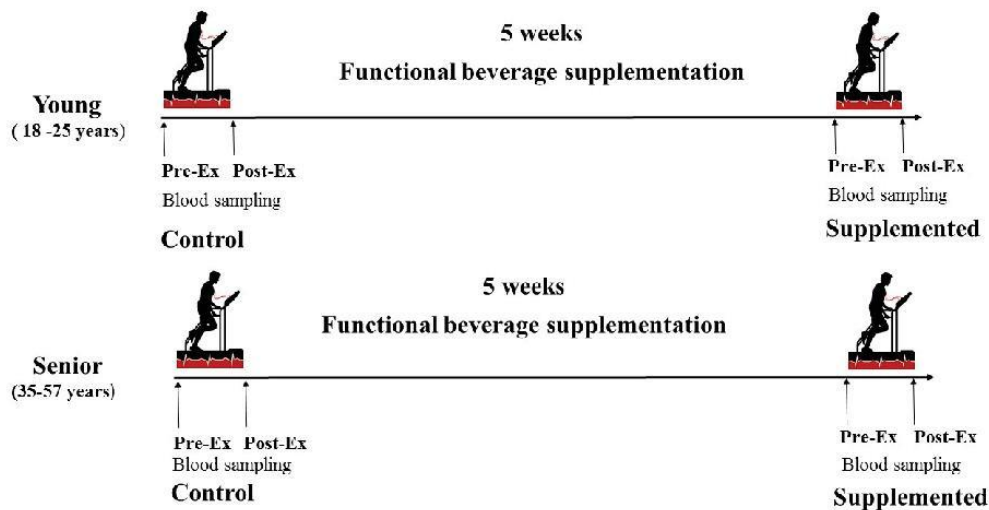 5 weeks
Functional beverage supplementation
Young
( 18 -25 years)
Pre-Ex Post-Ex
Blood sampling
Control
Pre-Ex Post-Ex
Blood sampling
Supplemented
5 weeks
Functional beverage supplementation
Senior
(35-57 years)
Pre-Ex Post-Ex
Blood sampling
Control
Pre-Ex Post-Ex
Blood sampling
Supplemented